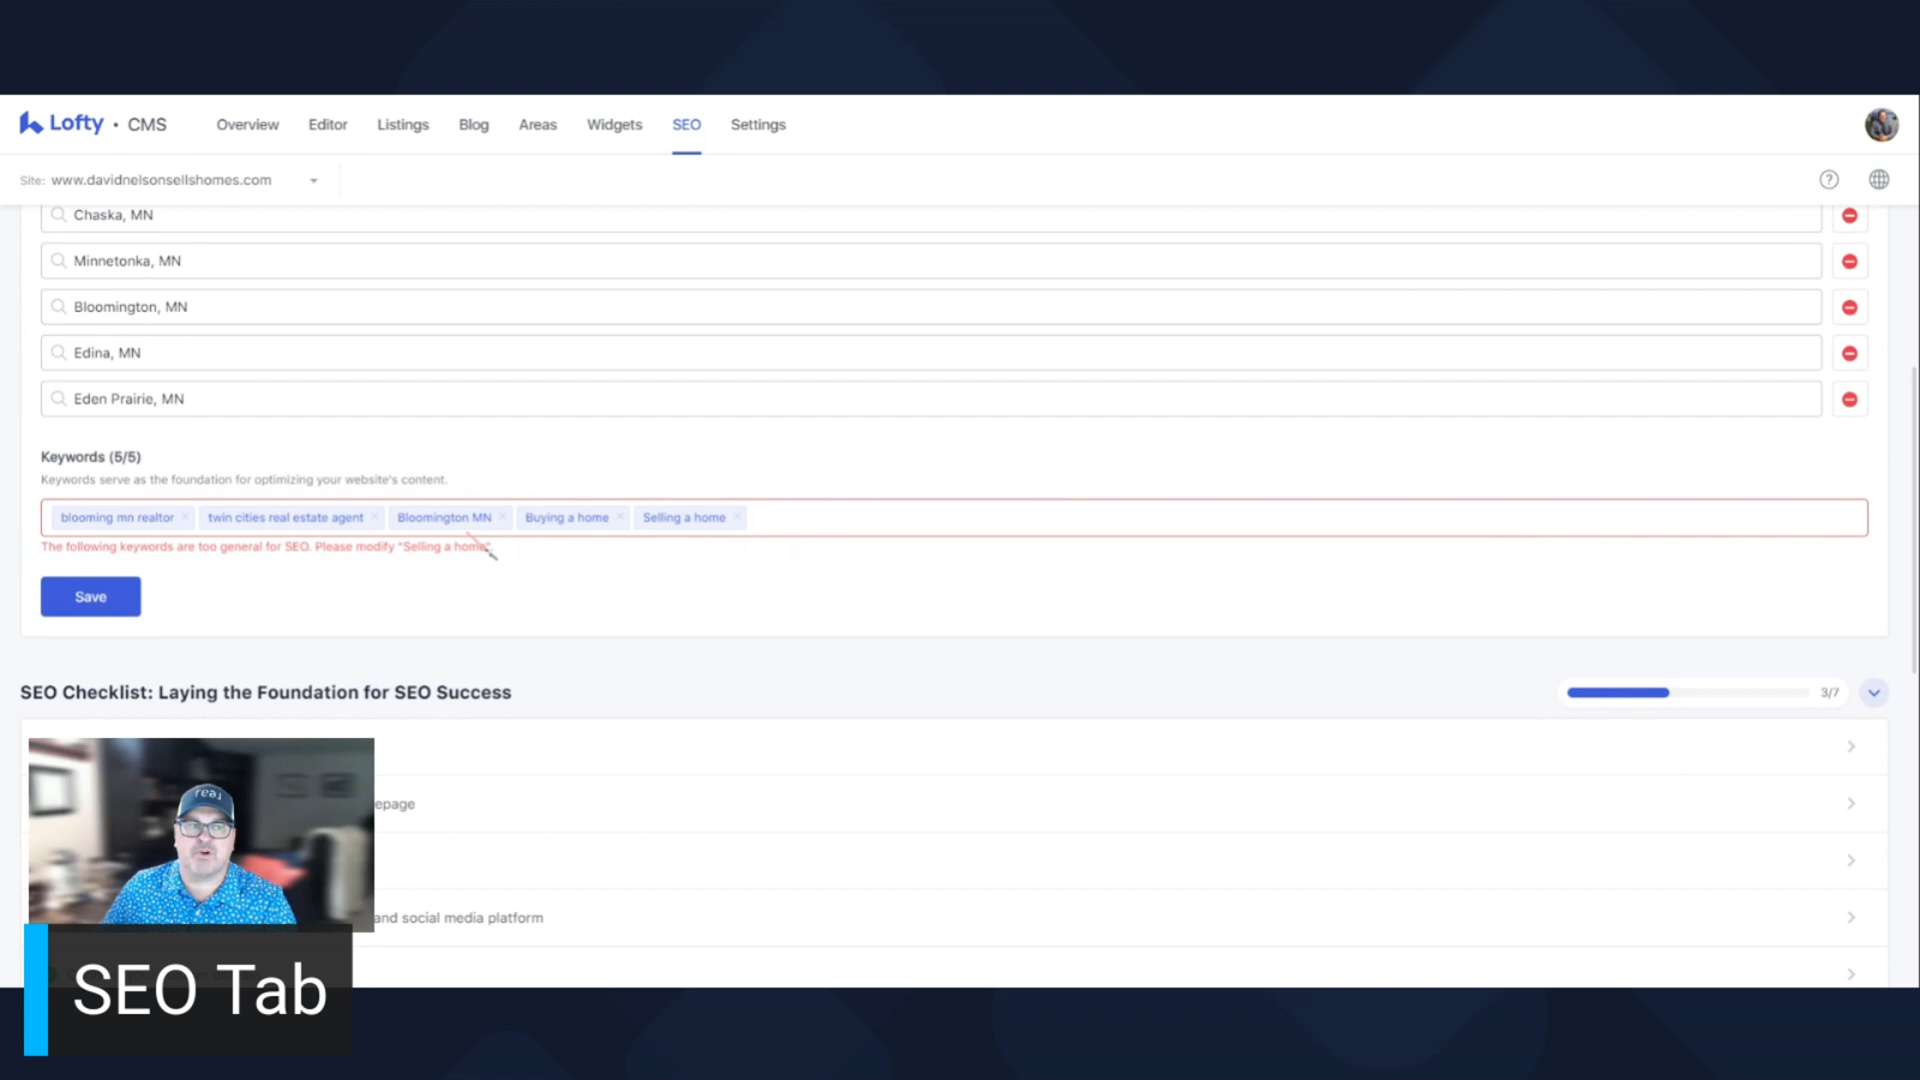 Lofty • CMS Overview Editor Listings Blog Areas Widgets SEO Settings
Site: www.davidnelsonsellshomes.com
Chaska, MN
Minnetonka, MN
Bloomington, MN
Edina, MN
Eden Prairie, MN
Keywords (5/5)
Keywords serve as the foundation for optimizing your website's content.
blooming mn realtor × twin cities real estate agent × Bloomington MN × Buying a home × Selling a home ×
The following keywords are too general for SEO. Please modify "Selling a home".
Save
SEO Checklist: Laying the Foundation for SEO Success 3/7
epage
real
and social media platform
SEO Tab